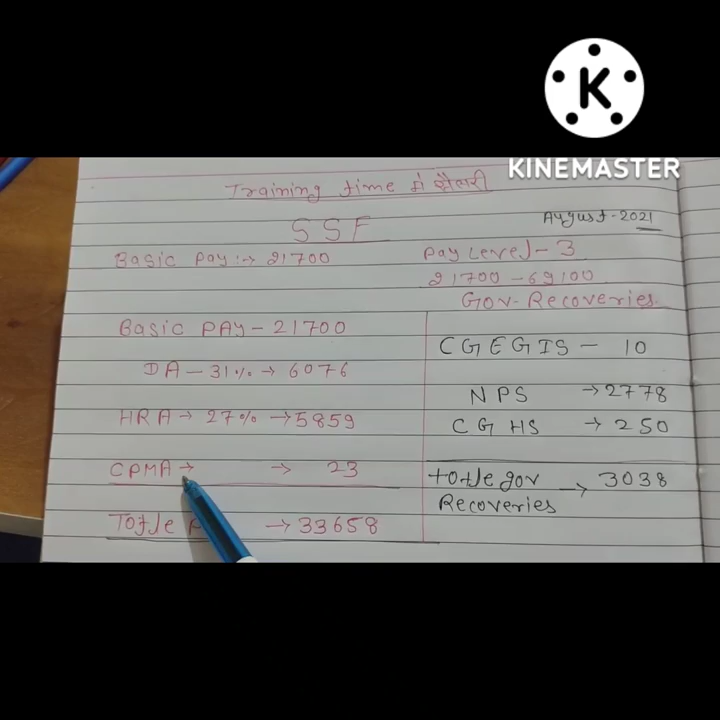 KINEMASTER
Training time में सैलरी
SSF
August-2021
Basic Pay :→ 21700
Pay Level - 3
21700 - 69100
Gov- Recoveries.
Basic PAY - 21700
DA - 31% → 6076
HRA → 27% → 5859
CPMA → → 23
Totle P → 33658
CGEGIS - 10
NPS → 2778
CGHS → 250
totle gov → 3038
Recoveries